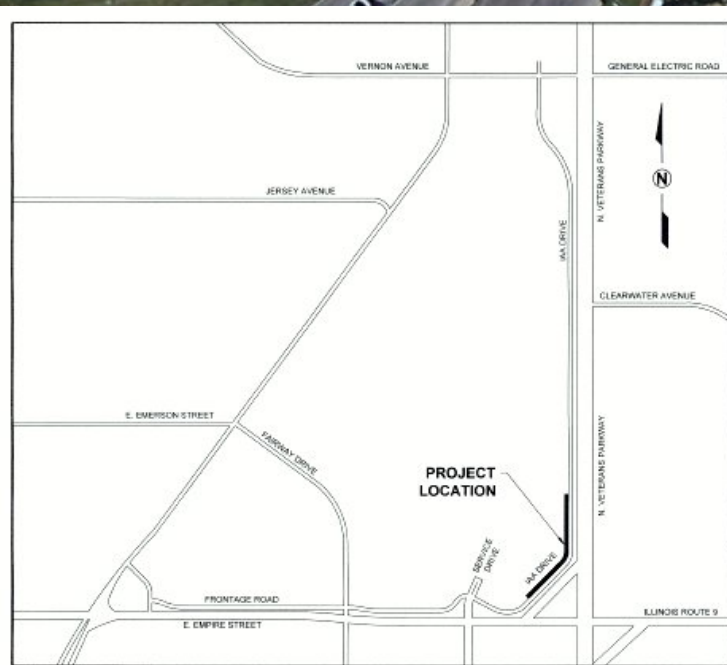 VERNON AVENUE
GENERAL ELECTRIC ROAD
N. VETERANS PARKWAY
N
JERSEY AVENUE
IAA DRIVE
CLEARWATER AVENUE
E. EMERSON STREET
FAIRWAY DRIVE
N. VETERANS PARKWAY
PROJECT
LOCATION
SERVICE
DRIVE
IAA DRIVE
FRONTAGE ROAD
ILLINOIS ROUTE 9
E. EMPIRE STREET